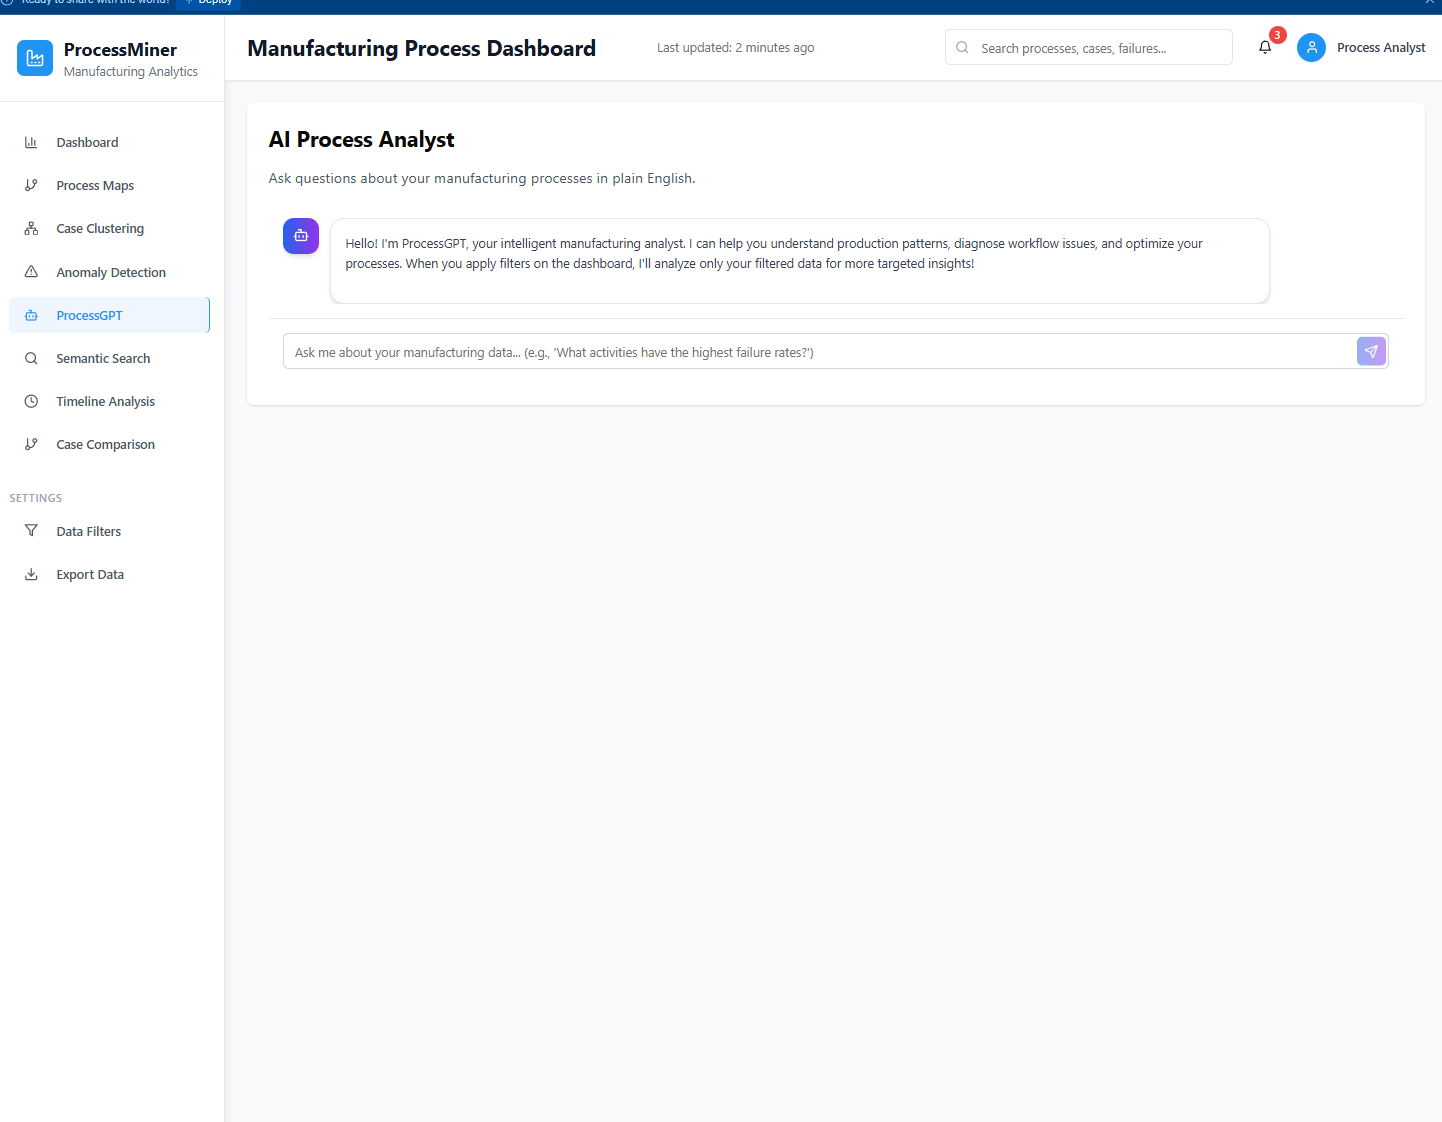 Ready to share with the world?
Deploy
ProcessMiner
Manufacturing Analytics
Manufacturing Process Dashboard
Last updated: 2 minutes ago
Search processes, cases, failures...
3
Process Analyst
Dashboard
Process Maps
Case Clustering
Anomaly Detection
ProcessGPT
Semantic Search
Timeline Analysis
Case Comparison
SETTINGS
Data Filters
Export Data
AI Process Analyst
Ask questions about your manufacturing processes in plain English.
Hello! I'm ProcessGPT, your intelligent manufacturing analyst. I can help you understand production patterns, diagnose workflow issues, and optimize your
processes. When you apply filters on the dashboard, I'll analyze only your filtered data for more targeted insights!
Ask me about your manufacturing data... (e.g., 'What activities have the highest failure rates?')